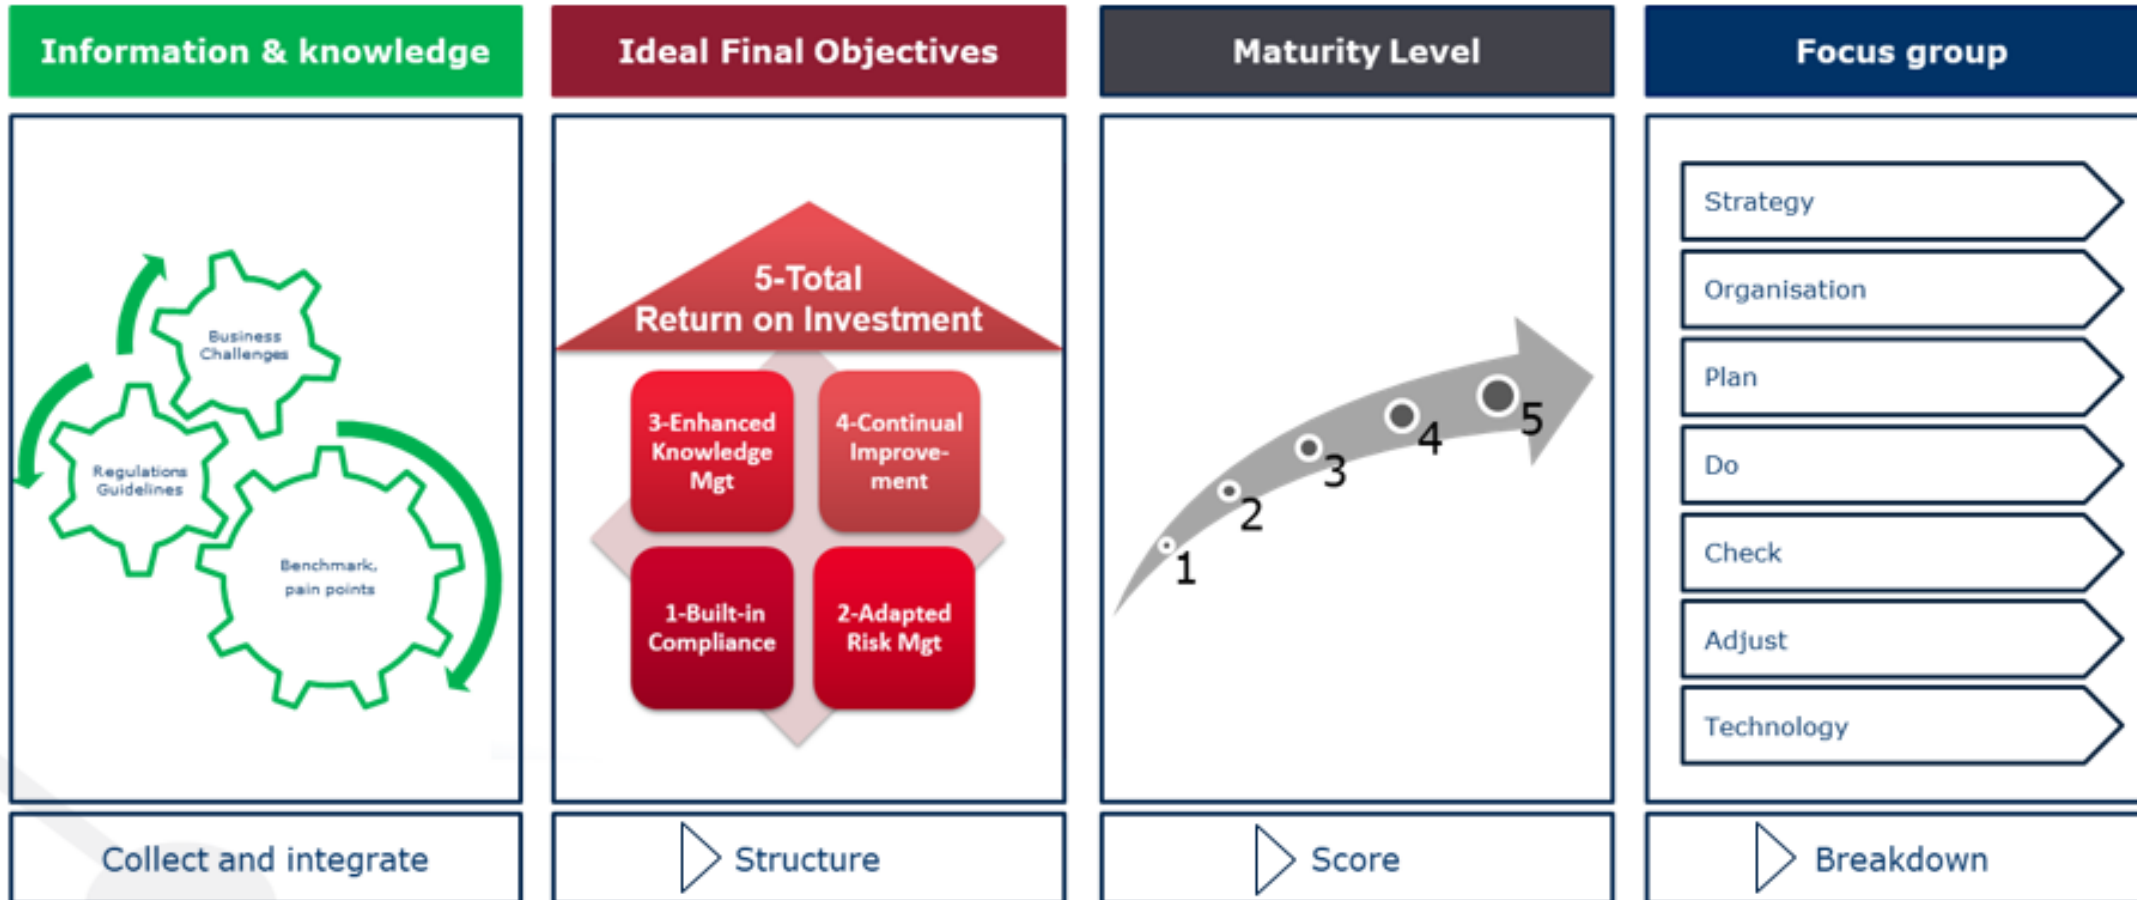 Information & knowledge
Ideal Final Objectives
Maturity Level
Focus group
Business
Challenges
Regulations
Guidelines
Benchmark,
pain points
5-Total
Return on Investment
3-Enhanced
Knowledge
Mgt
4-Continual
Improve-
ment
1-Built-in
Compliance
2-Adapted
Risk Mgt
1
2
3
4
5
Strategy
Organisation
Plan
Do
Check
Adjust
Technology
Collect and integrate
Structure
Score
Breakdown